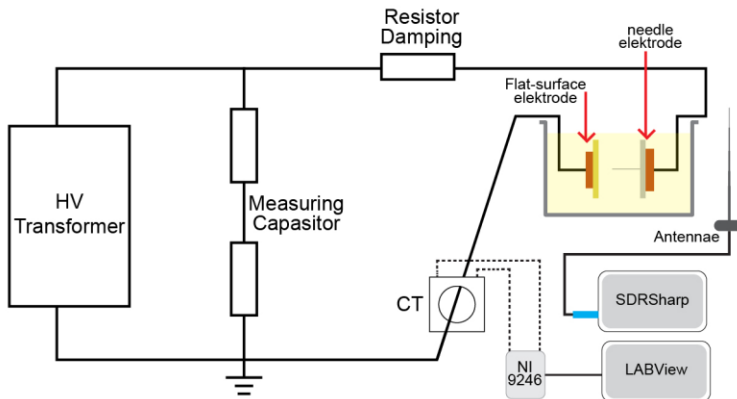 Resistor
Damping
needle
elektrode
Flat-surface
elektrode
HV
Transformer
Measuring
Capasitor
Antennae
CT
SDRSharp
NI
9246
LABView